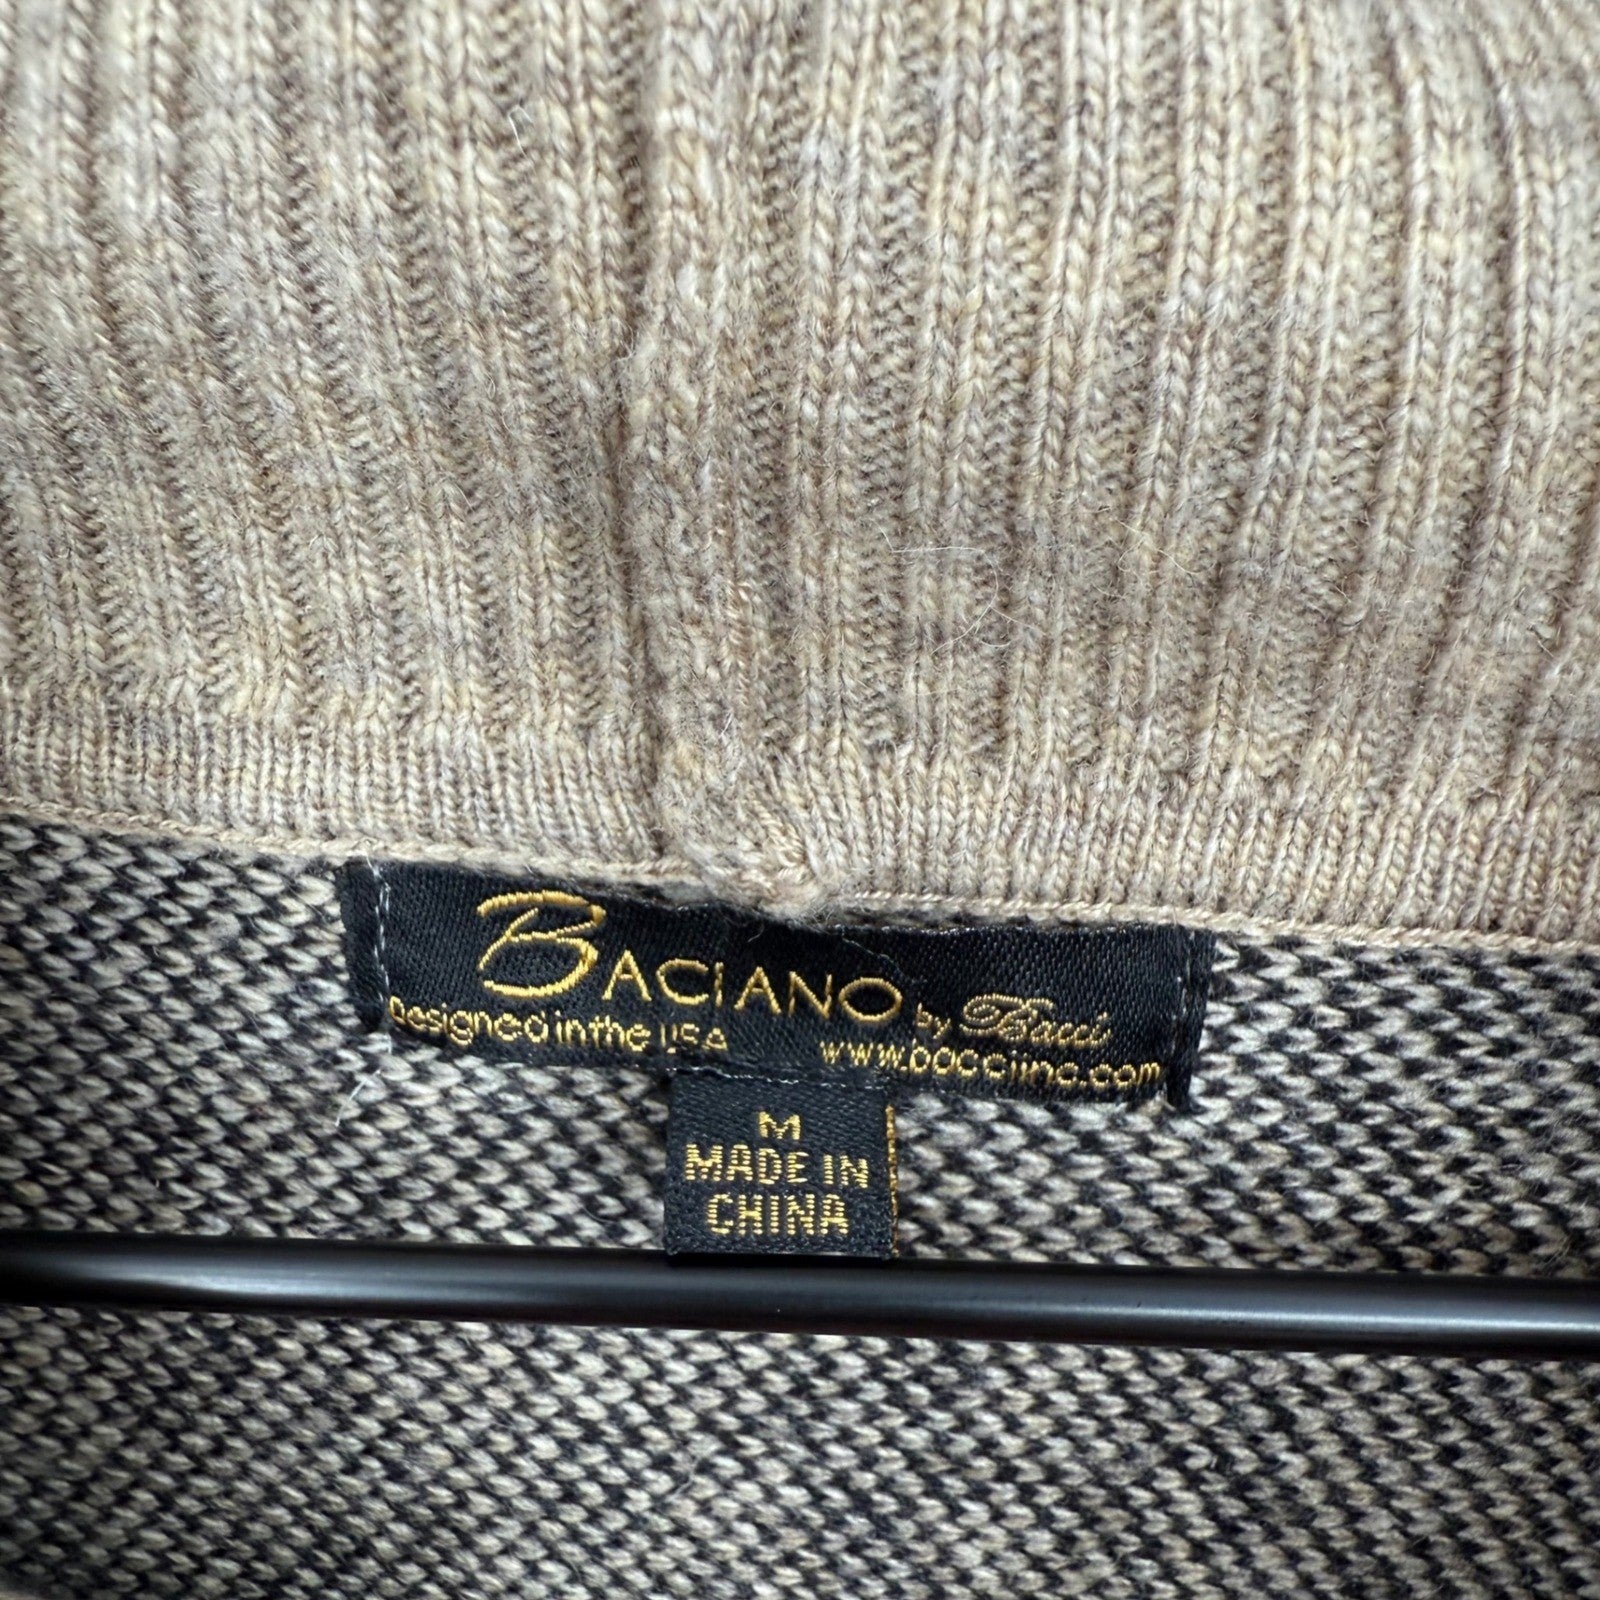 BACIANO by Bacci
Designed in the USA www.bacciinc.com
M
MADE IN
CHINA